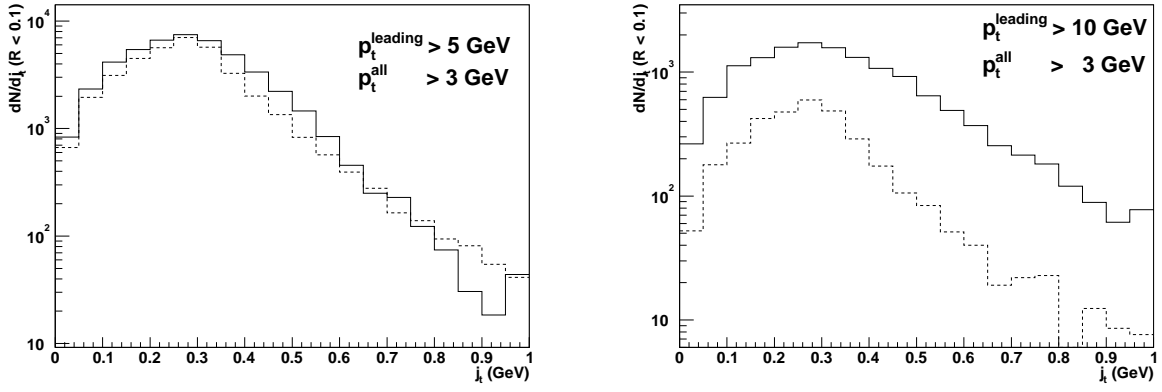 dN/dj_t (R < 0.1)
10^4
10^3
10^2
10
p_t^leading > 5 GeV
p_t^all > 3 GeV
0 0.1 0.2 0.3 0.4 0.5 0.6 0.7 0.8 0.9 1
j_t (GeV)
dN/dj_t (R < 0.1)
10^3
10^2
10
p_t^leading > 10 GeV
p_t^all > 3 GeV
0 0.1 0.2 0.3 0.4 0.5 0.6 0.7 0.8 0.9 1
j_t (GeV)